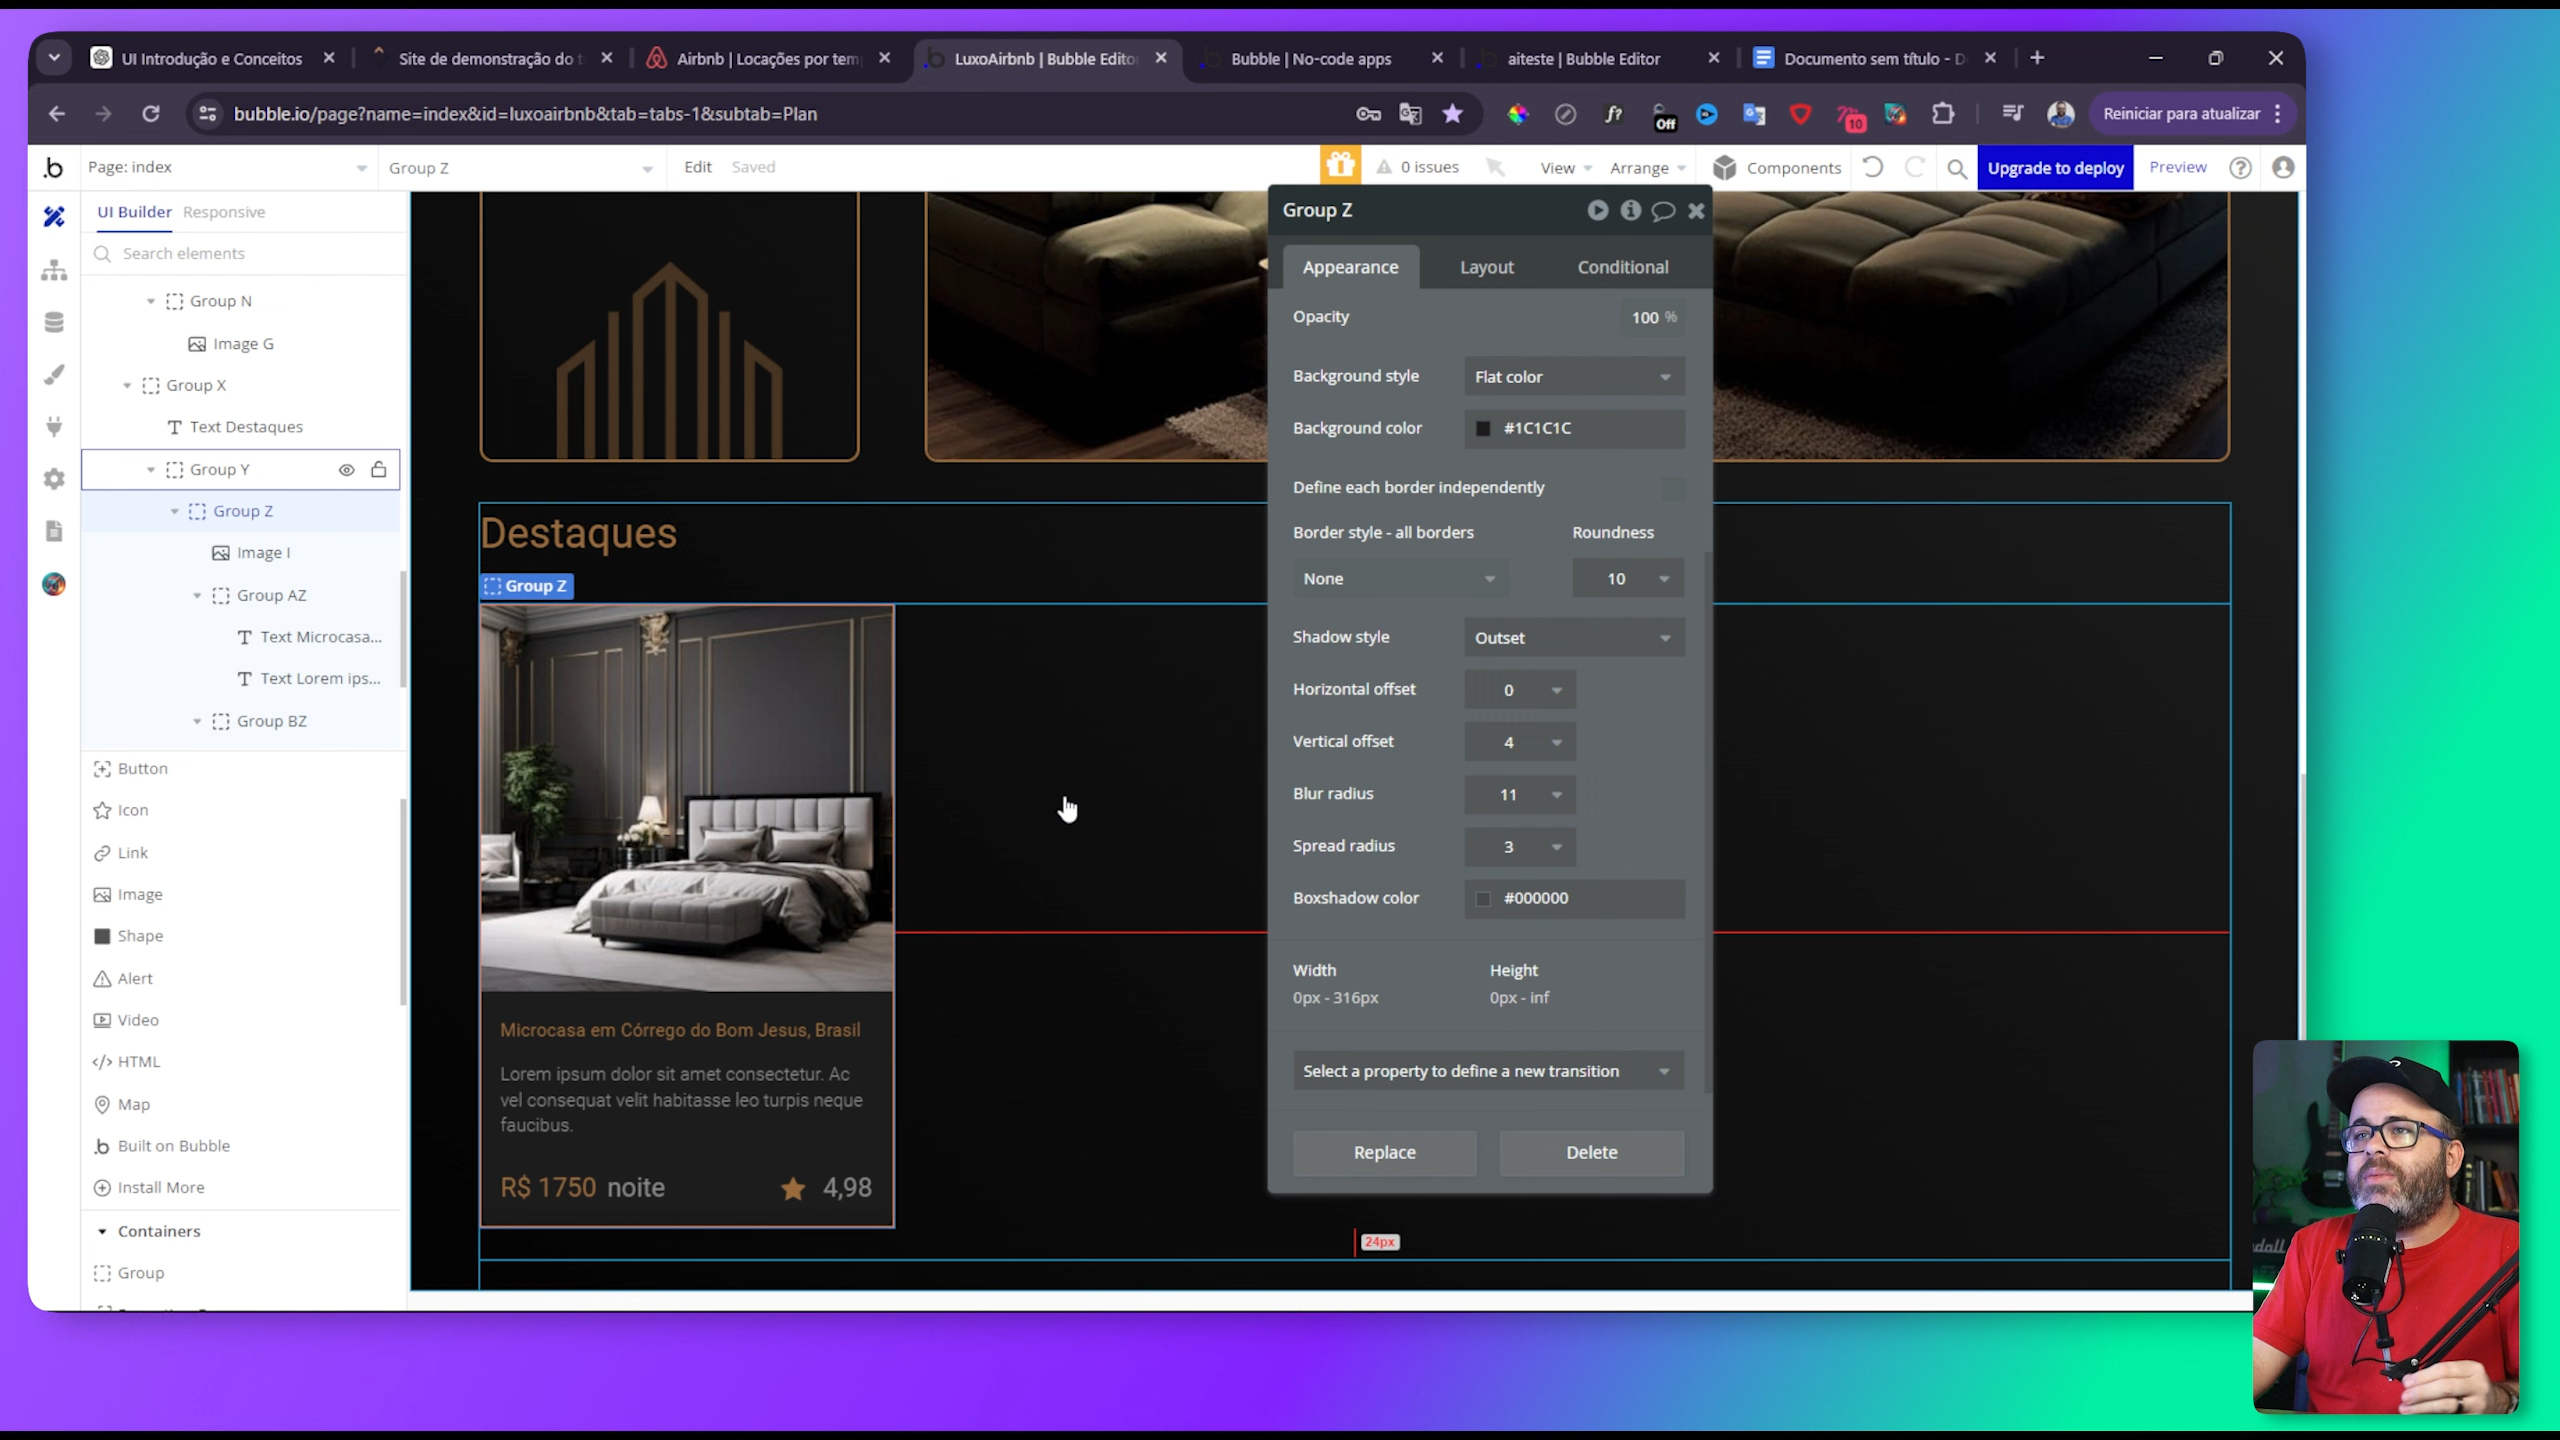 UI Introdução e Conceitos
Site de demonstração do t
Airbnb | Locações por tem
LuxoAirbnb | Bubble Edito
Bubble | No-code apps
aiteste | Bubble Editor
Documento sem título - D
bubble.io/page?name=index&id=luxoairbnb&tab=tabs-1&subtab=Plan
f?
Off
10
Reiniciar para atualizar
.b
Page: index
Group Z
Edit
Saved
0 issues
View
Arrange
Components
Upgrade to deploy
Preview
UI Builder
Responsive
Search elements
Group N
Image G
Group X
Text Destaques
Group Y
Group Z
Image I
Group AZ
Text Microcasa...
Text Lorem ips...
Group BZ
Button
Icon
Link
Image
Shape
Alert
Video
HTML
Map
Built on Bubble
Install More
Containers
Group
Destaques
Group Z
Microcasa em Córrego do Bom Jesus, Brasil
Lorem ipsum dolor sit amet consectetur. Ac
vel consequat velit habitasse leo turpis neque
faucibus.
R$ 1750 noite
4,98
24px
Group Z
Appearance
Layout
Conditional
Opacity
100 %
Background style
Flat color
Background color
#1C1C1C
Define each border independently
Border style - all borders
Roundness
None
10
Shadow style
Outset
Horizontal offset
0
Vertical offset
4
Blur radius
11
Spread radius
3
Boxshadow color
#000000
Width
Height
0px - 316px
0px - inf
Select a property to define a new transition
Replace
Delete